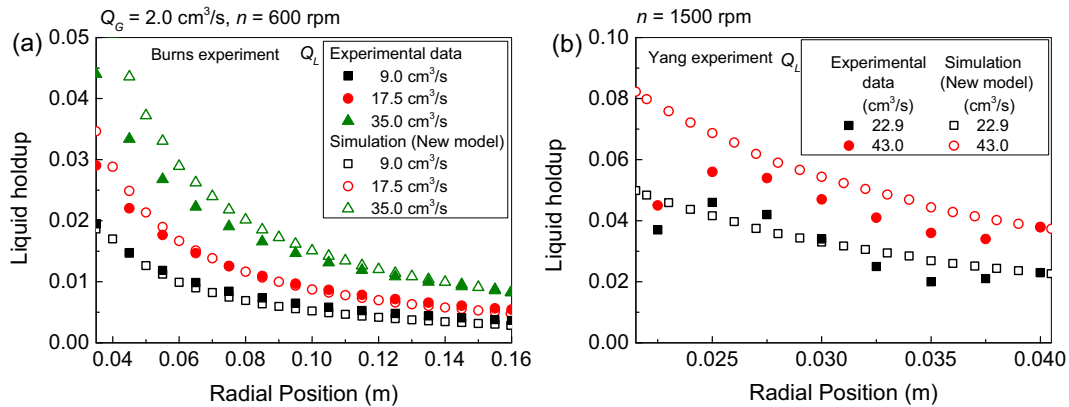 Q_G = 2.0 cm³/s, n = 600 rpm
(a)
Burns experiment
Q_L
Experimental data
9.0 cm³/s
17.5 cm³/s
35.0 cm³/s
Simulation (New model)
9.0 cm³/s
17.5 cm³/s
35.0 cm³/s
0.05
0.04
0.03
0.02
0.01
0.00
Liquid holdup
0.04 0.06 0.08 0.10 0.12 0.14 0.16
Radial Position (m)
n = 1500 rpm
(b)
Yang experiment Q_L
Experimental Simulation
data (New model)
(cm³/s) (cm³/s)
22.9 22.9
43.0 43.0
0.10
0.08
0.06
0.04
0.02
0.00
Liquid holdup
0.025 0.030 0.035 0.040
Radial Position (m)